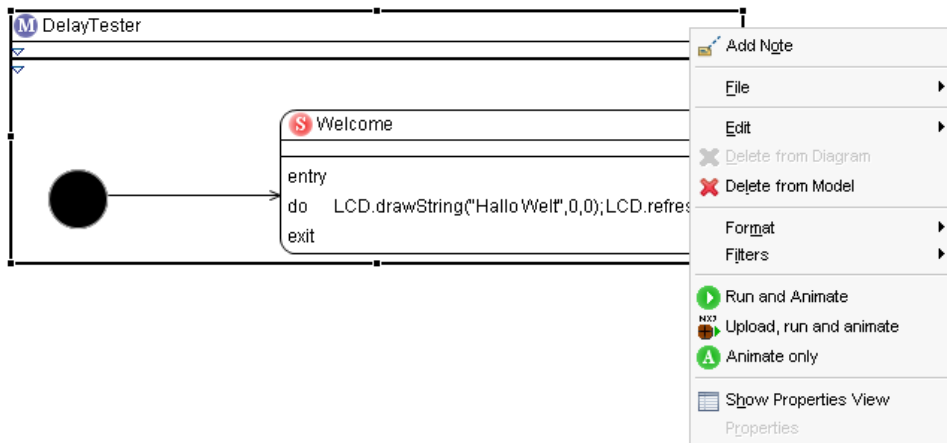 M DelayTester
S Welcome
entry
do LCD.drawString("Hallo Welt",0,0);LCD.refres
exit
Add Note
File
Edit
Delete from Diagram
Delete from Model
Format
Filters
Run and Animate
NXJ Upload, run and animate
A Animate only
Show Properties View
Properties